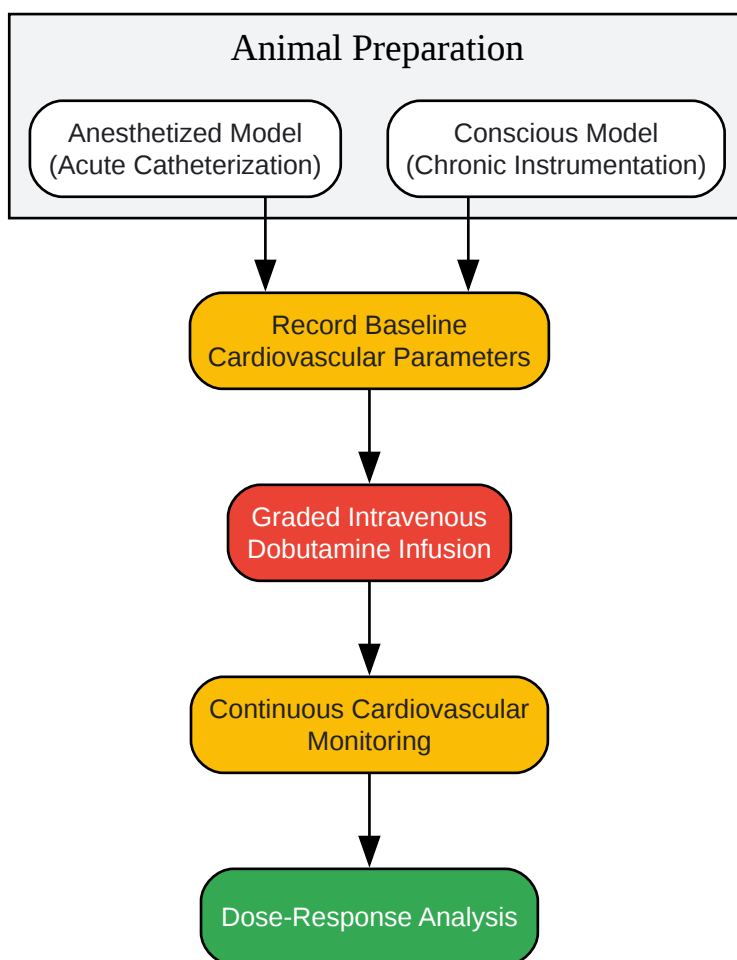 Animal Preparation
Anesthetized Model
(Acute Catheterization)
Conscious Model
(Chronic Instrumentation)
Record Baseline
Cardiovascular Parameters
Graded Intravenous
Dobutamine Infusion
Continuous Cardiovascular
Monitoring
Dose-Response Analysis